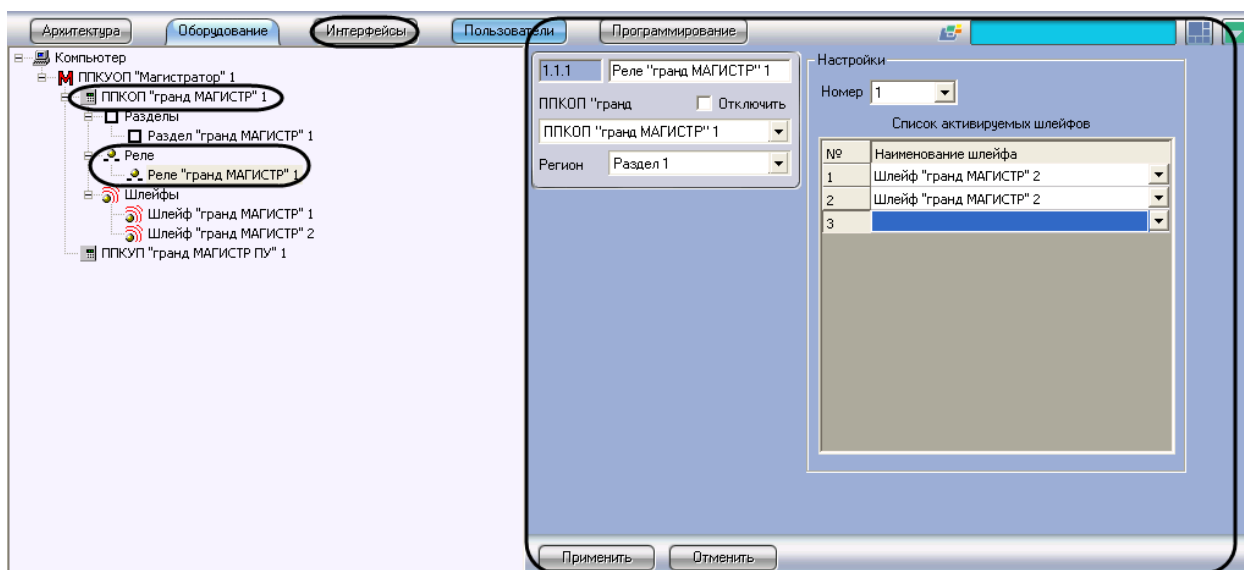 Архитектура Оборудование Интерфейсы Пользователи Программирование
Компьютер
ППКУОП "Магистратор" 1
ППКОП "гранд МАГИСТР" 1
Разделы
Раздел "гранд МАГИСТР" 1
Реле
Реле "гранд МАГИСТР" 1
Шлейфы
Шлейф "гранд МАГИСТР" 1
Шлейф "гранд МАГИСТР" 2
ППКУП "гранд МАГИСТР ПУ" 1
1.1.1 Реле "гранд МАГИСТР" 1
ППКОП "гранд Отключить
ППКОП "гранд МАГИСТР" 1
Регион Раздел 1
Настройки
Номер 1
Список активируемых шлейфов
№ Наименование шлейфа
1 Шлейф "гранд МАГИСТР" 2
2 Шлейф "гранд МАГИСТР" 2
3
Применить Отменить